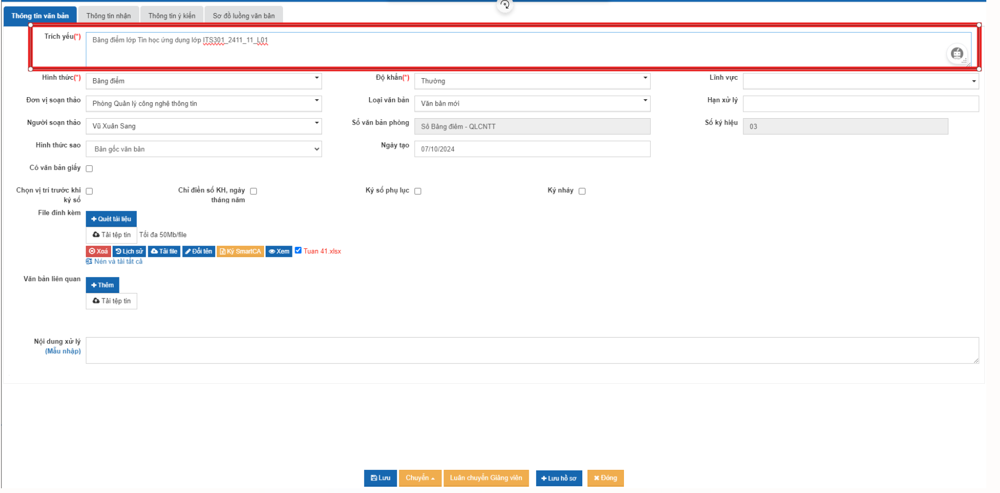 Thông tin văn bản Thông tin nhận Thông tin ý kiến Sơ đồ luồng văn bản
Trích yếu(*) Bảng điểm lớp Tin học ứng dụng lớp ITS301_2411_11_L01
Hình thức(*) Bảng điểm Độ khẩn(*) Thường Lĩnh vực
Đơn vị soạn thảo Phòng Quản lý công nghệ thông tin Loại văn bản Văn bản mới Hạn xử lý
Người soạn thảo Vũ Xuân Sang Sổ văn bản phòng Sổ Bảng điểm - QLCNTT Số ký hiệu 03
Hình thức sao Bản gốc văn bản Ngày tạo 07/10/2024
Có văn bản giấy
Chọn vị trí trước khi ký số Chỉ điền số KH, ngày tháng năm Ký số phụ lục Ký nháy
File đính kèm
+ Quét tài liệu
Tải tệp tin Tối đa 50Mb/file
Xoá Lịch sử Tải file Đổi tên Ký SmartCA Xem Tuan 41.xlsx
Nén và tải tất cả
Văn bản liên quan
+ Thêm
Tải tệp tin
Nội dung xử lý
(Mẫu nhập)
Lưu Chuyển Luân chuyển Giảng viên + Lưu hồ sơ Đóng